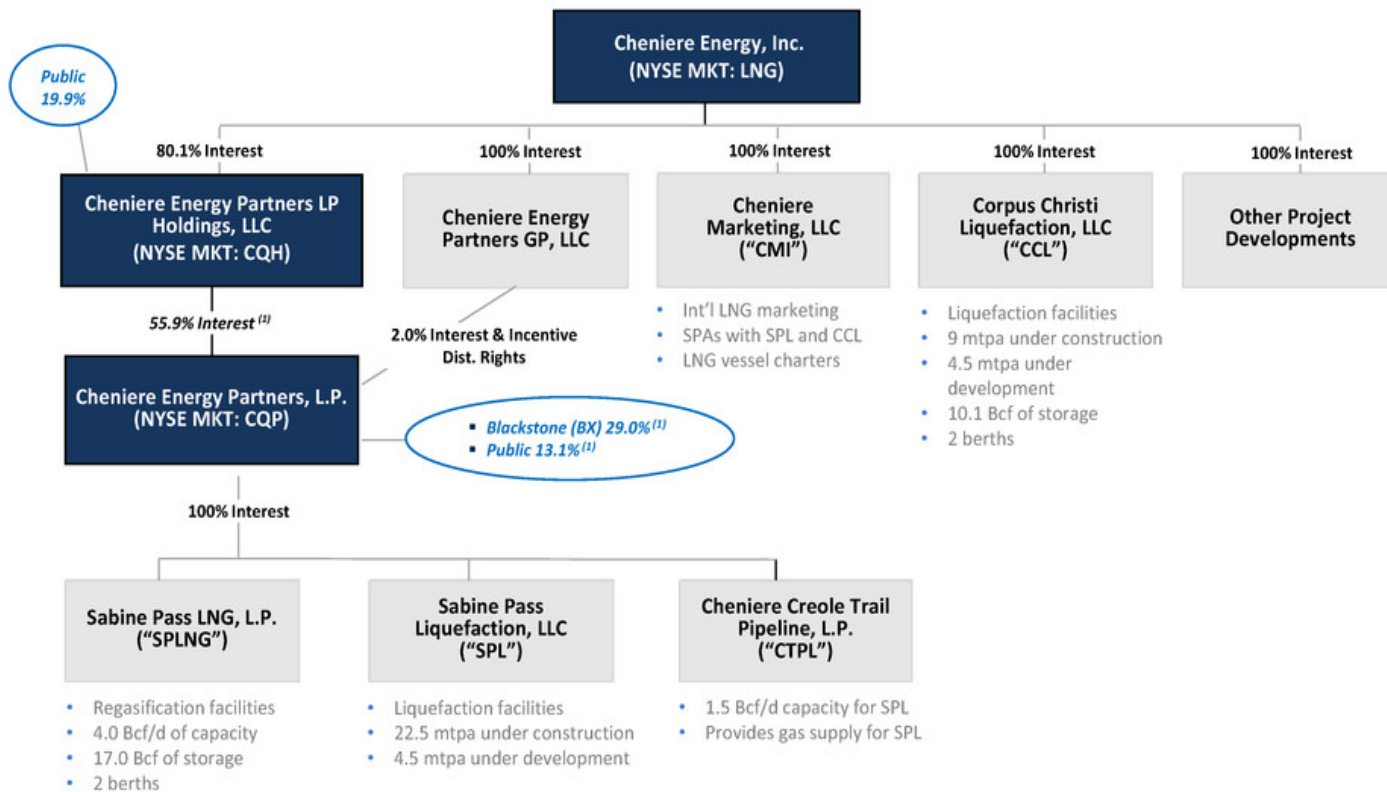 Cheniere Energy, Inc.
(NYSE MKT: LNG)
Public
19.9%
80.1% Interest
100% Interest
100% Interest
100% Interest
100% Interest
Cheniere Energy Partners LP
Holdings, LLC
(NYSE MKT: CQH)
Cheniere Energy
Partners GP, LLC
Cheniere
Marketing, LLC
(“CMI”)
Corpus Christi
Liquefaction, LLC
(“CCL”)
Other Project
Developments
• Int’l LNG marketing
• SPAs with SPL and CCL
• LNG vessel charters
• Liquefaction facilities
• 9 mtpa under construction
• 4.5 mtpa under
development
• 10.1 Bcf of storage
• 2 berths
55.9% Interest (1)
2.0% Interest & Incentive
Dist. Rights
Cheniere Energy Partners, L.P.
(NYSE MKT: CQP)
▪ Blackstone (BX) 29.0% (1)
▪ Public 13.1% (1)
100% Interest
Sabine Pass LNG, L.P.
(“SPLNG”)
Sabine Pass
Liquefaction, LLC
(“SPL”)
Cheniere Creole Trail
Pipeline, L.P.
(“CTPL”)
• Regasification facilities
• 4.0 Bcf/d of capacity
• 17.0 Bcf of storage
• 2 berths
• Liquefaction facilities
• 22.5 mtpa under construction
• 4.5 mtpa under development
• 1.5 Bcf/d capacity for SPL
• Provides gas supply for SPL